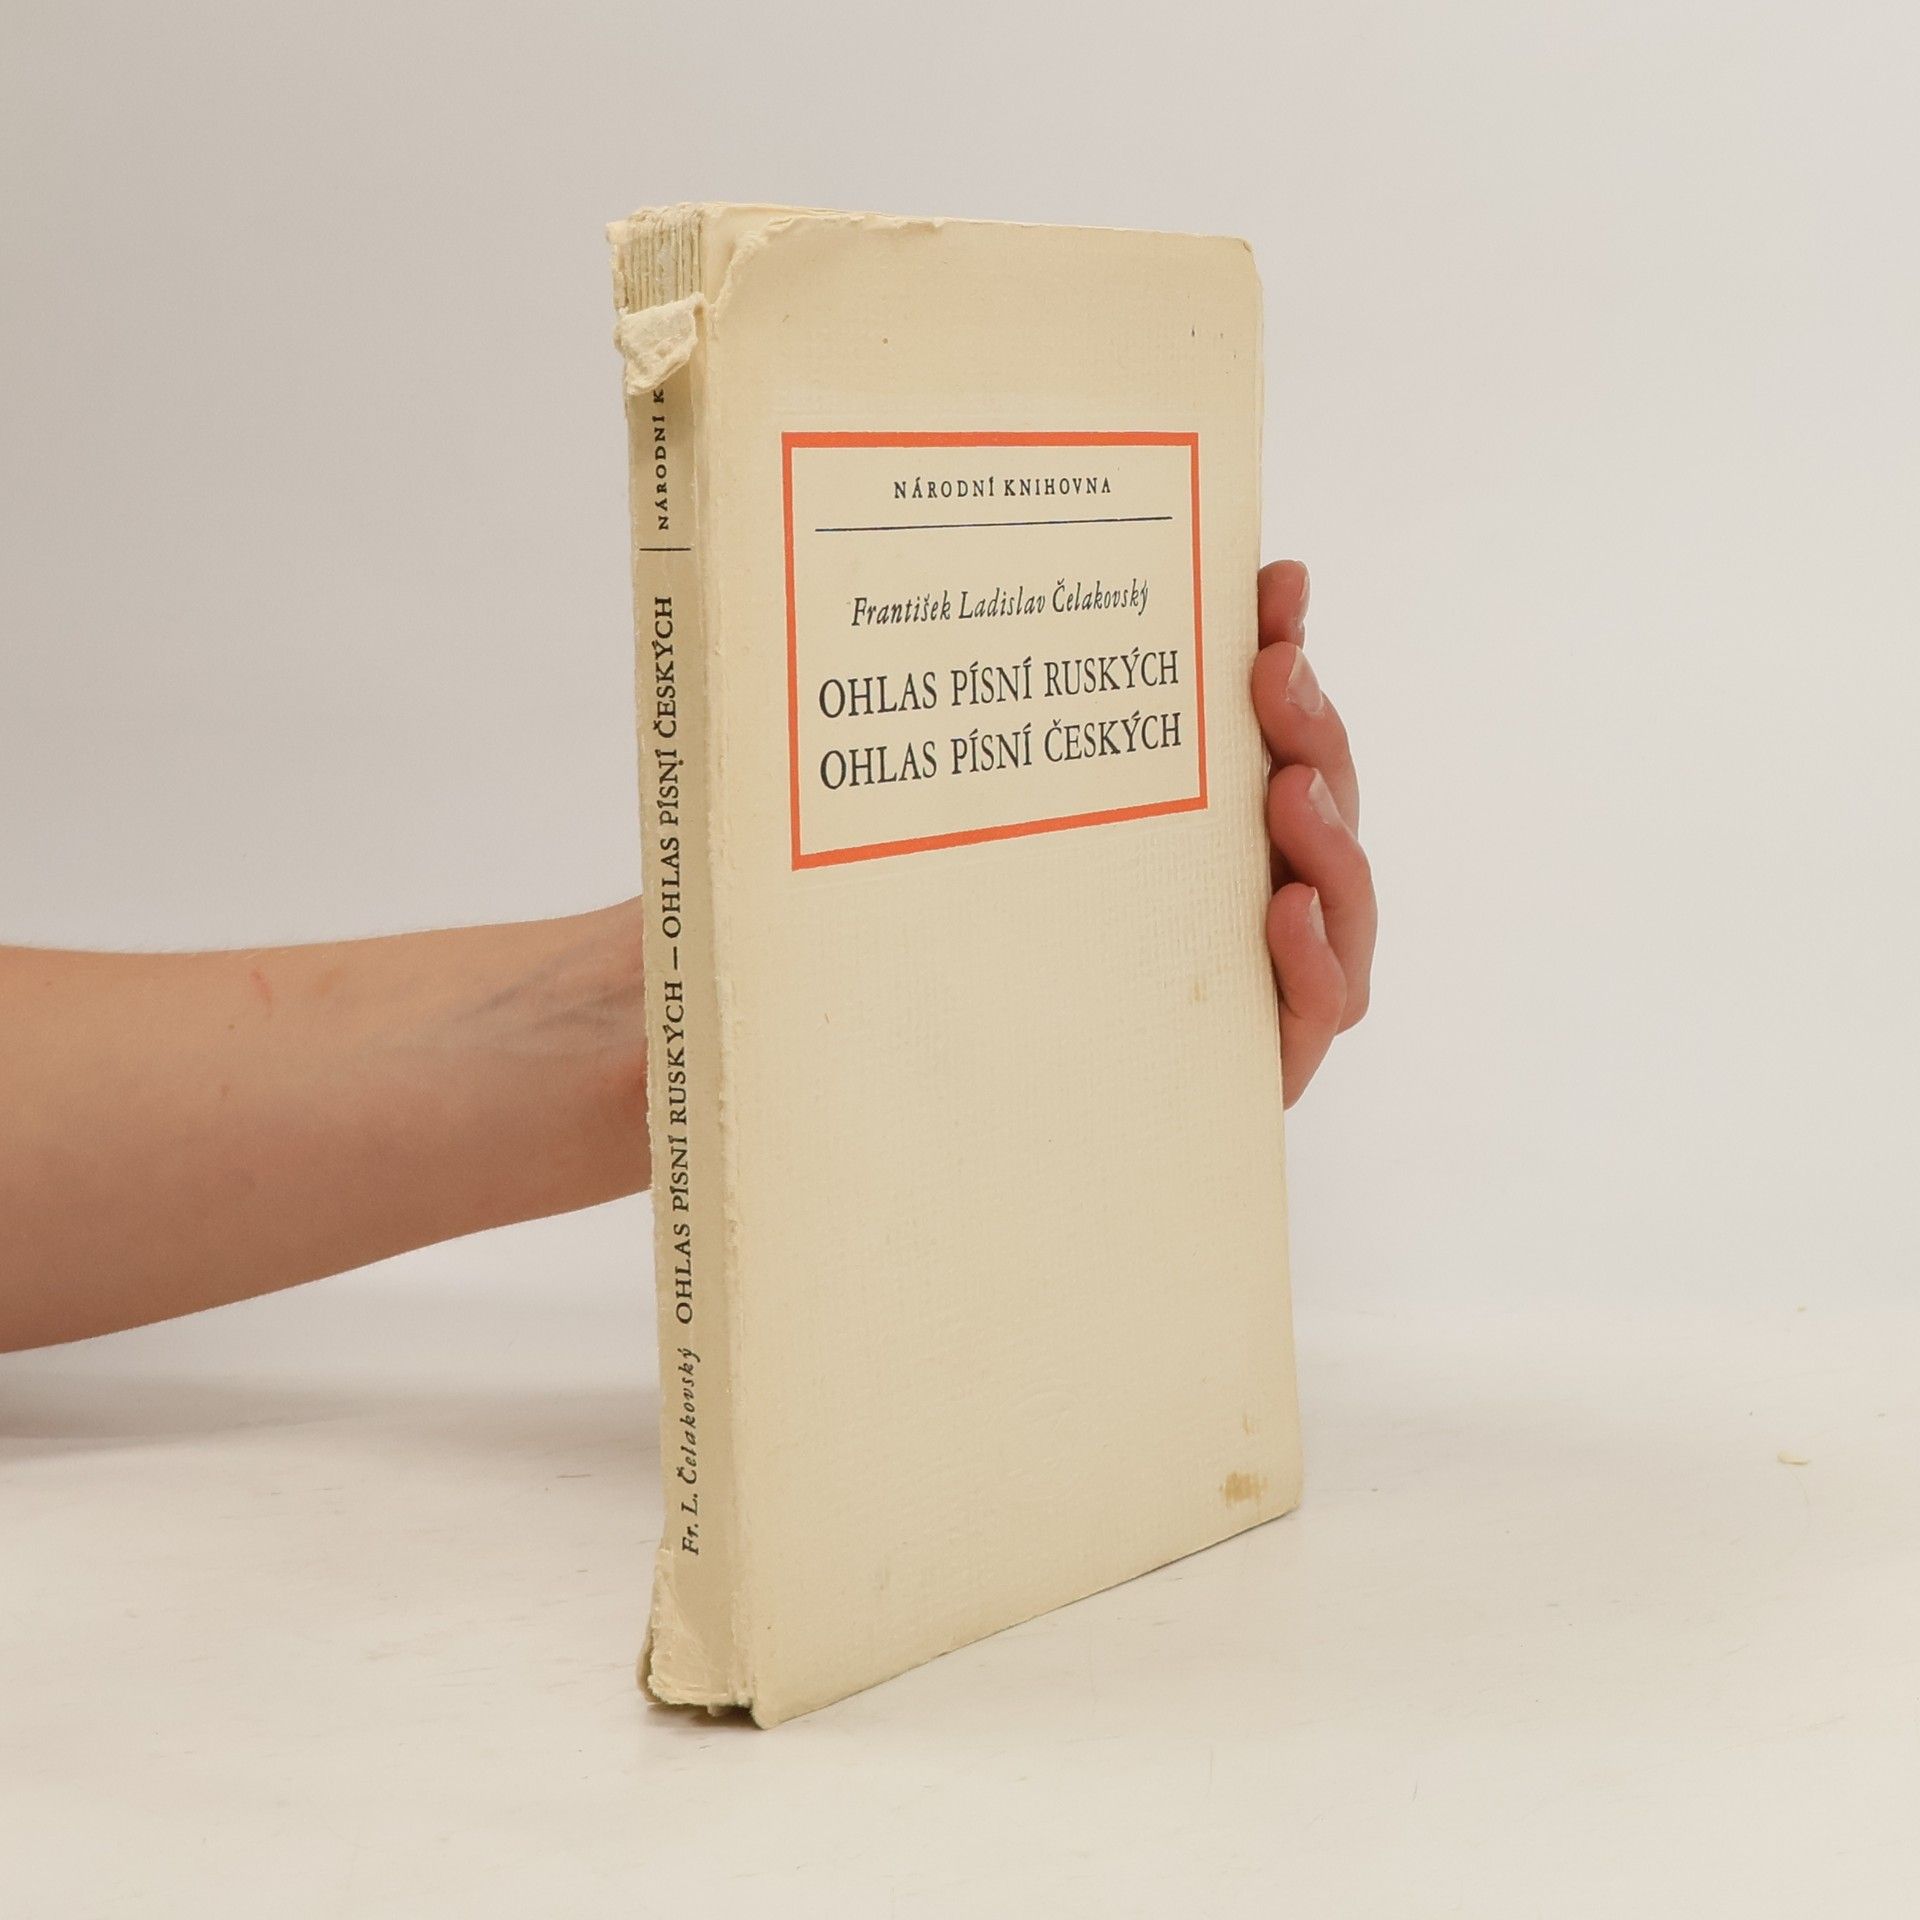 NÁRODNÍ KNIHOVNA
František Ladislav Čelakovský
OHLAS PÍSNÍ RUSKÝCH
OHLAS PÍSNÍ ČESKÝCH
Fr. L. Čelakovský OHLAS PÍSNÍ RUSKÝCH — OHLAS PÍSNÍ ČESKÝCH | NÁRODNÍ K